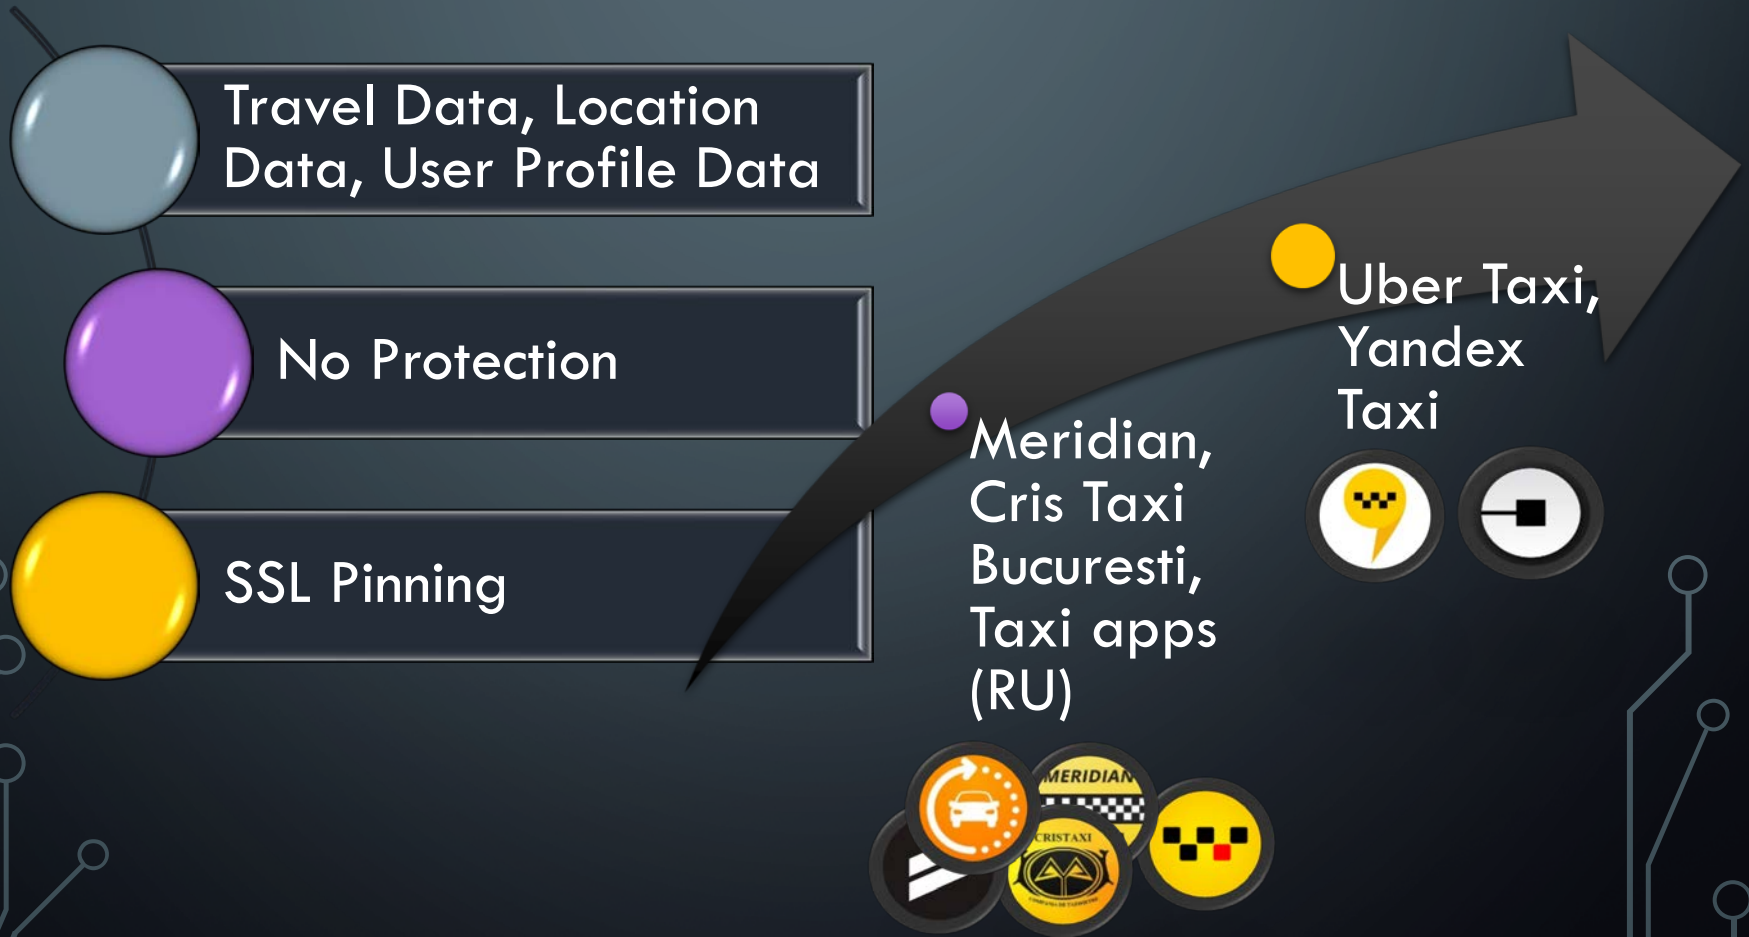 Travel Data, Location
Data, User Profile Data
No Protection
SSL Pinning
Uber Taxi,
Yandex
Taxi
Meridian,
Cris Taxi
Bucuresti,
Taxi apps
(RU)
MERIDIAN
CRISTAXI